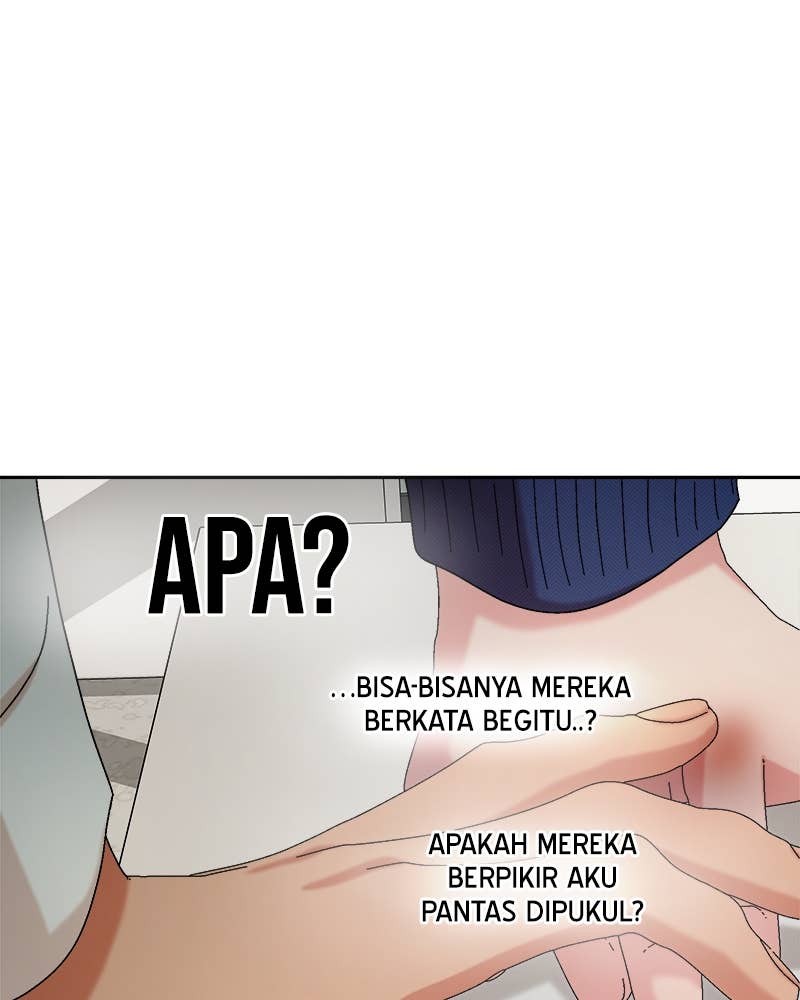 APA?
...BISA-BISANYA MEREKA
BERKATA BEGITU..?
APAKAH MEREKA
BERPIKIR AKU
PANTAS DIPUKUL?